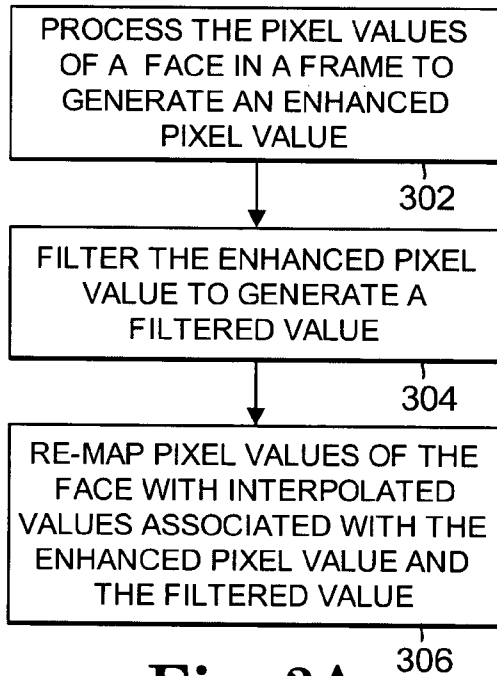 PROCESS THE PIXEL VALUES
OF A FACE IN A FRAME TO
GENERATE AN ENHANCED
PIXEL VALUE
302
FILTER THE ENHANCED PIXEL
VALUE TO GENERATE A
FILTERED VALUE
304
RE-MAP PIXEL VALUES OF THE
FACE WITH INTERPOLATED
VALUES ASSOCIATED WITH THE
ENHANCED PIXEL VALUE AND
THE FILTERED VALUE
306
Fig. 3A